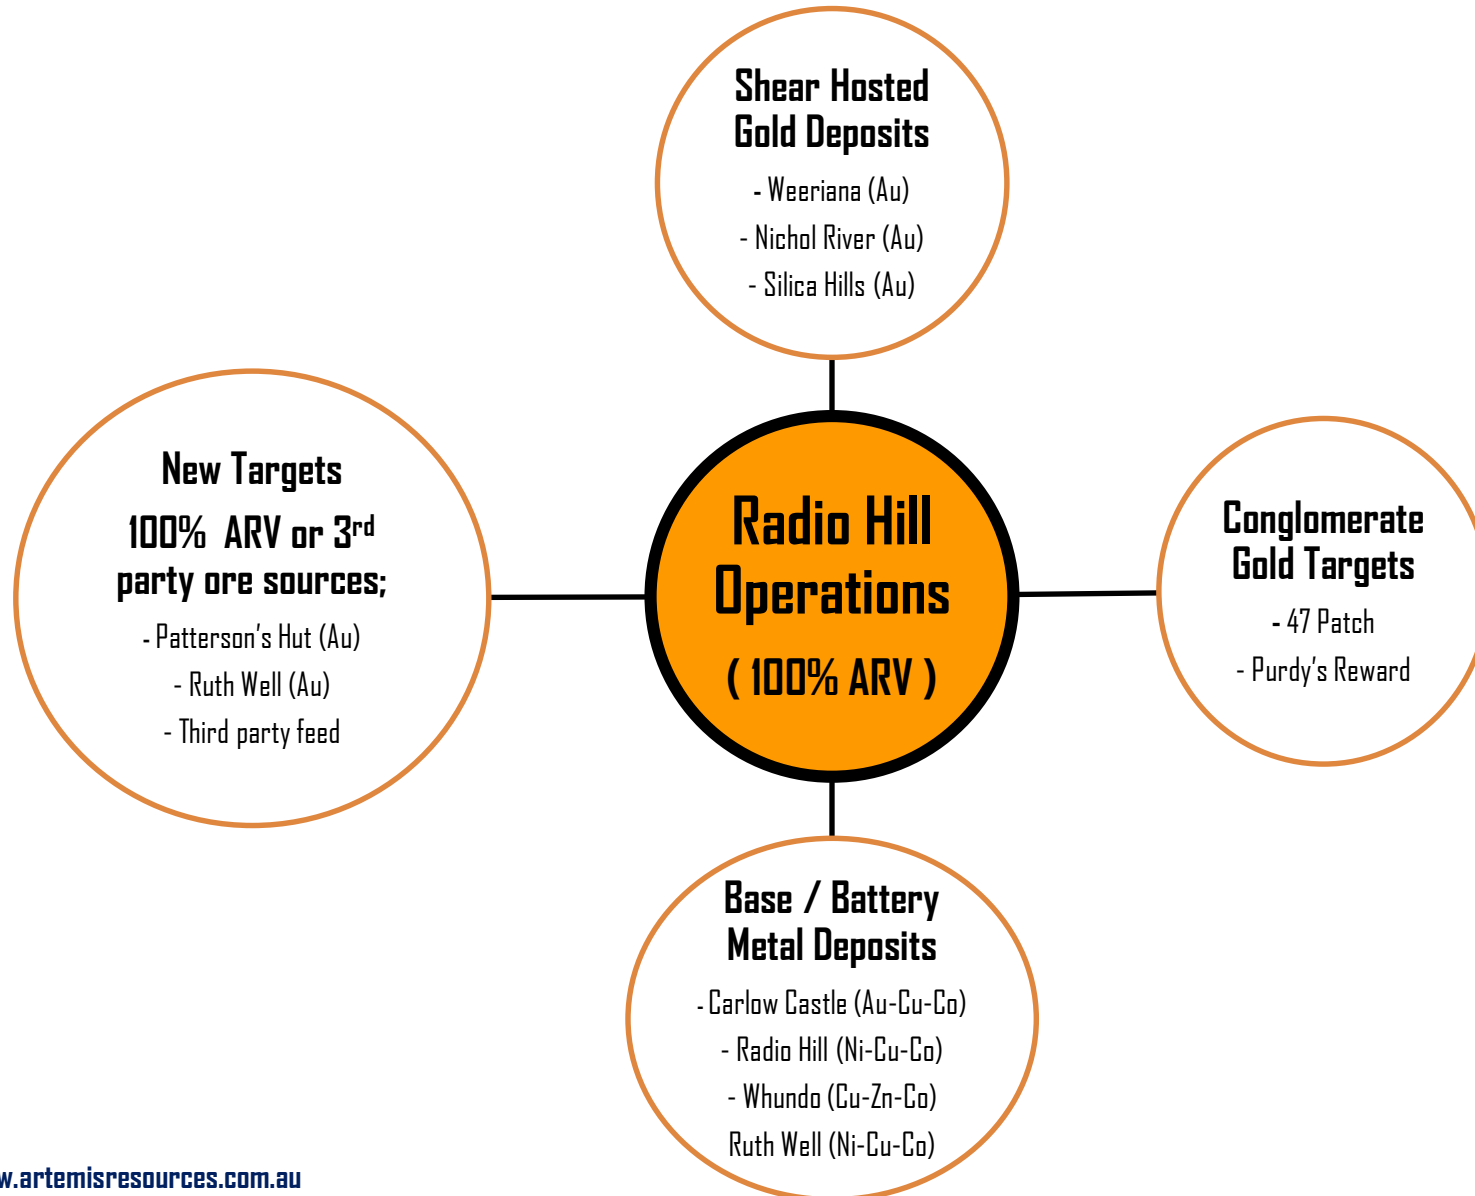 Shear Hosted
Gold Deposits
- Weeriana (Au)
- Nichol River (Au)
- Silica Hills (Au)
New Targets
100% ARV or 3rd
party ore sources;
- Patterson's Hut (Au)
- Ruth Well (Au)
- Third party feed
Radio Hill
Operations
( 100% ARV )
Conglomerate
Gold Targets
- 47 Patch
- Purdy's Reward
Base / Battery
Metal Deposits
- Carlow Castle (Au-Cu-Co)
- Radio Hill (Ni-Cu-Co)
- Whundo (Cu-Zn-Co)
Ruth Well (Ni-Cu-Co)
w.artemisresources.com.au